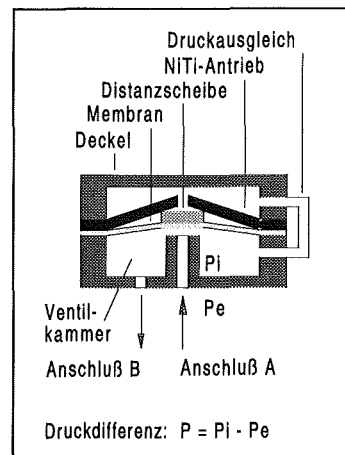 Druckausgleich
NiTi-Antrieb
Distanzscheibe
Membran
Deckel
Pi
Pe
Ventil-
kammer
Anschluß B
Anschluß A
Druckdifferenz: P = Pi - Pe